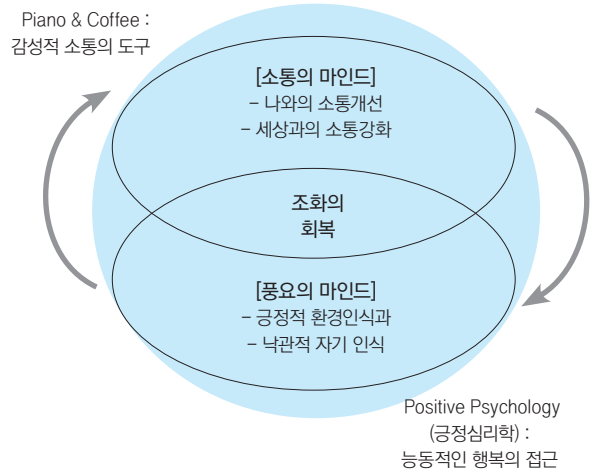 Piano & Coffee :
감성적 소통의 도구
[소통의 마인드]
– 나와의 소통개선
– 세상과의 소통강화
조화의
회복
[풍요의 마인드]
– 긍정적 환경인식과
– 낙관적 자기 인식
Positive Psychology
(긍정심리학) :
능동적인 행복의 접근